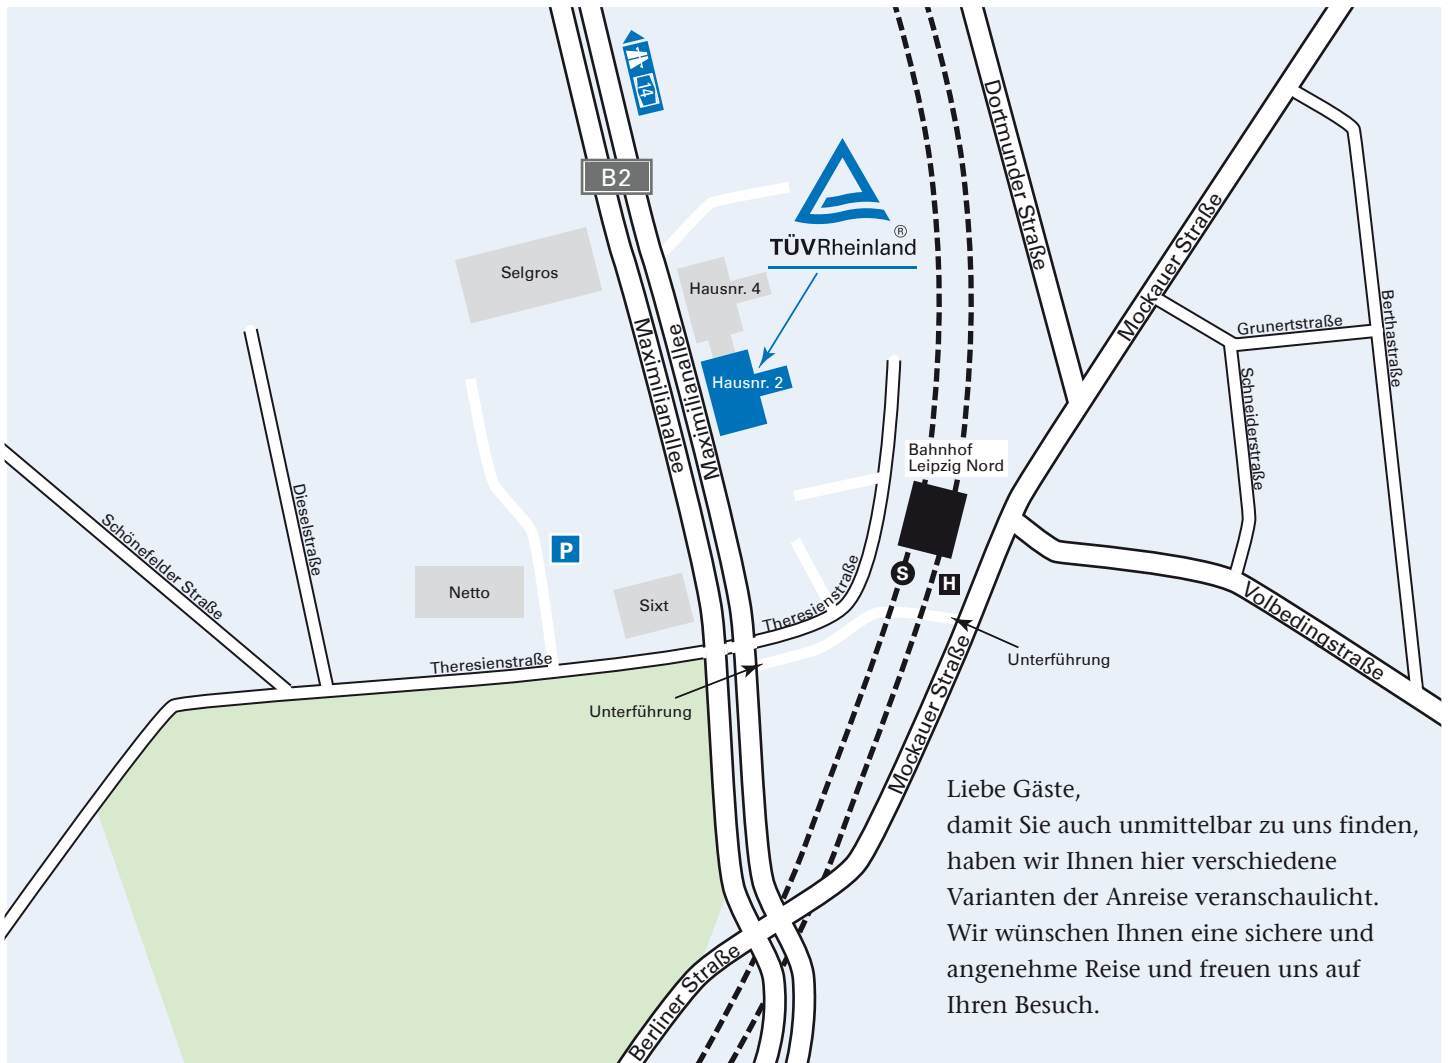 14
B2
TÜVRheinland
®
Selgros
Hausnr. 4
Hausnr. 2
Maximilianallee
Maximilianallee
Dortmunder Straße
Mockauer Straße
Grunertstraße
Berthastraße
Schneiderstraße
Bahnhof
Leipzig Nord
Dieselstraße
Schönefelder Straße
P
Netto
Sixt
S
H
Theresienstraße
Theresienstraße
Volbedingstraße
Unterführung
Unterführung
Mockauer Straße
Berliner Straße
Liebe Gäste,
damit Sie auch unmittelbar zu uns finden,
haben wir Ihnen hier verschiedene
Varianten der Anreise veranschaulicht.
Wir wünschen Ihnen eine sichere und
angenehme Reise und freuen uns auf
Ihren Besuch.